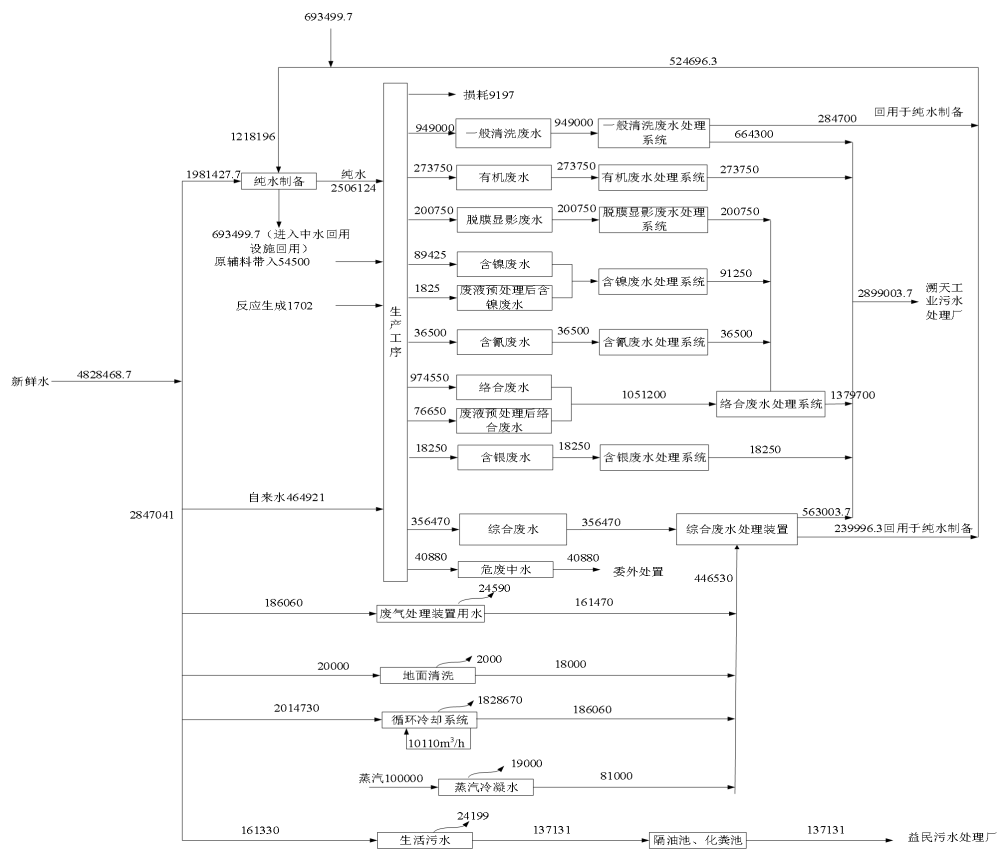 693499.7
524696.3
损耗9197
1218196
949000
一般清洗废水
949000
一般清洗废水处理
系统
284700
回用于纯水制备
664300
1981427.7
纯水制备
纯水
2506124
273750
有机废水
273750
有机废水处理系统
273750
200750
脱膜显影废水
200750
脱膜显影废水处理
系统
200750
693499.7（进入中水回用
设施回用）
原辅料带入54500
89425
含镍废水
1825
废液预处理后含
镍废水
含镍废水处理系统
91250
2899003.7
溯天工
业污水
处理厂
反应生成1702
生产工序
36500
含氰废水
36500
含氰废水处理系统
36500
新鲜水
4828468.7
974550
络合废水
76650
废液预处理后络
合废水
1051200
络合废水处理系统
1379700
18250
含银废水
18250
含银废水处理系统
18250
自来水464921
2847041
356470
综合废水
356470
综合废水处理装置
563003.7
239996.3回用于纯水制备
40880
危废中水
40880
委外处置
446530
186060
废气处理装置用水
24590
161470
20000
地面清洗
2000
18000
2014730
循环冷却系统
1828670
186060
10110m³/h
蒸汽100000
蒸汽冷凝水
19000
81000
161330
生活污水
24199
137131
隔油池、化粪池
137131
益民污水处理厂